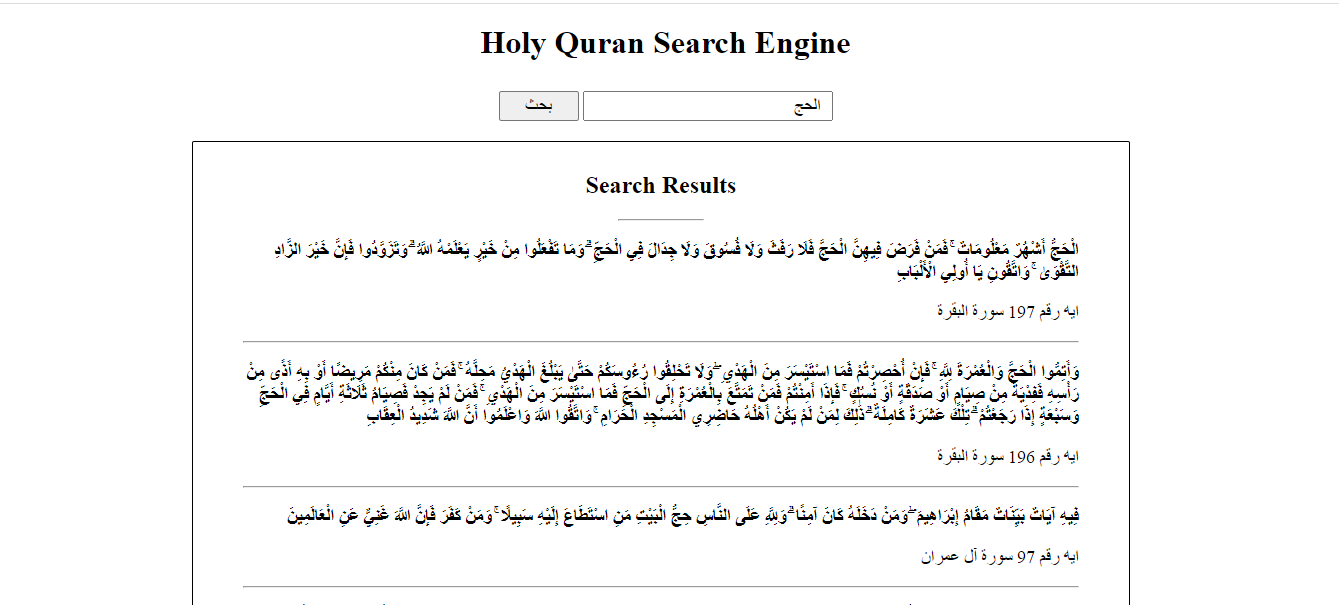 Holy Quran Search Engine
الحج
بحث
Search Results
الْحَجُّ أَشْهُرٌ مَعْلُومَاتٌ ۚ فَمَنْ فَرَضَ فِيهِنَّ الْحَجَّ فَلَا رَفَثَ وَلَا فُسُوقَ وَلَا جِدَالَ فِي الْحَجِّ ۗ وَمَا تَفْعَلُوا مِنْ خَيْرٍ يَعْلَمْهُ اللَّهُ ۗ وَتَزَوَّدُوا فَإِنَّ خَيْرَ الزَّادِ
التَّقْوَىٰ ۚ وَاتَّقُونِ يَا أُولِي الْأَلْبَابِ
ايه رقم 197 سورة البقرة
وَأَتِمُّوا الْحَجَّ وَالْعُمْرَةَ لِلَّهِ ۚ فَإِنْ أُحْصِرْتُمْ فَمَا اسْتَيْسَرَ مِنَ الْهَدْيِ ۖ وَلَا تَحْلِقُوا رُءُوسَكُمْ حَتَّىٰ يَبْلُغَ الْهَدْيُ مَحِلَّهُ ۚ فَمَنْ كَانَ مِنْكُمْ مَرِيضًا أَوْ بِهِ أَذًى مِنْ
رَأْسِهِ فَفِدْيَةٌ مِنْ صِيَامٍ أَوْ صَدَقَةٍ أَوْ نُسُكٍ ۚ فَإِذَا أَمِنْتُمْ فَمَنْ تَمَتَّعَ بِالْعُمْرَةِ إِلَى الْحَجِّ فَمَا اسْتَيْسَرَ مِنَ الْهَدْيِ ۚ فَمَنْ لَمْ يَجِدْ فَصِيَامُ ثَلَاثَةِ أَيَّامٍ فِي الْحَجِّ
وَسَبْعَةٍ إِذَا رَجَعْتُمْ ۗ تِلْكَ عَشَرَةٌ كَامِلَةٌ ۗ ذَٰلِكَ لِمَنْ لَمْ يَكُنْ أَهْلُهُ حَاضِرِي الْمَسْجِدِ الْحَرَامِ ۚ وَاتَّقُوا اللَّهَ وَاعْلَمُوا أَنَّ اللَّهَ شَدِيدُ الْعِقَابِ
ايه رقم 196 سورة البقرة
فِيهِ آيَاتٌ بَيِّنَاتٌ مَقَامُ إِبْرَاهِيمَ ۖ وَمَنْ دَخَلَهُ كَانَ آمِنًا ۗ وَلِلَّهِ عَلَى النَّاسِ حِجُّ الْبَيْتِ مَنِ اسْتَطَاعَ إِلَيْهِ سَبِيلًا ۚ وَمَنْ كَفَرَ فَإِنَّ اللَّهَ غَنِيٌّ عَنِ الْعَالَمِينَ
ايه رقم 97 سورة آل عمران